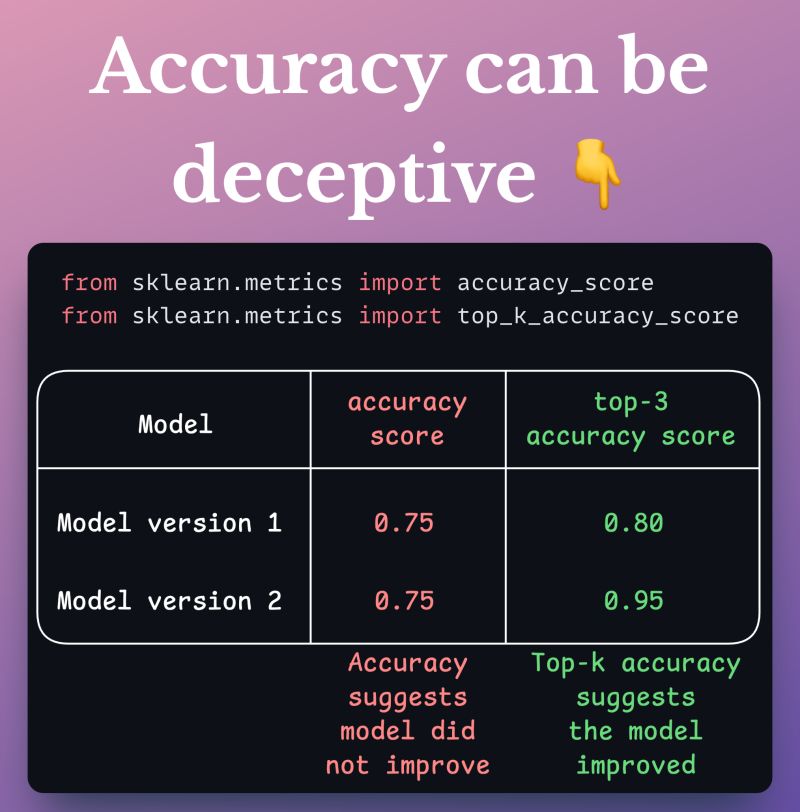 Accuracy can be
deceptive 👇
from sklearn.metrics import accuracy_score
from sklearn.metrics import top_k_accuracy_score
Model
accuracy
score
top-3
accuracy score
Model version 1 0.75 0.80
Model version 2 0.75 0.95
Accuracy
suggests
model did
not improve
Top-k accuracy
suggests
the model
improved